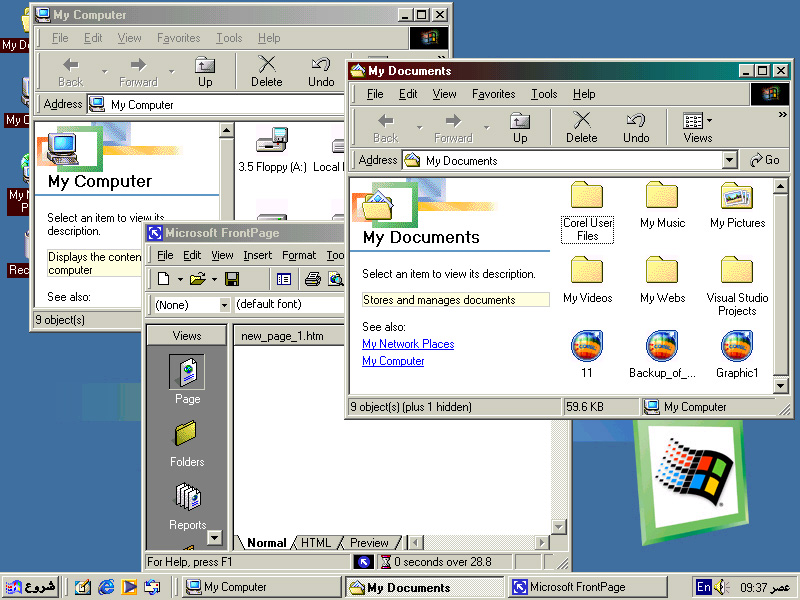 My Computer
File Edit View Favorites Tools Help
Back Forward Up Delete Undo
Address My Computer
My Computer
Select an item to view its
description.
Displays the conten
computer
See also:
3.5 Floppy (A:) Local
9 object(s)
My Documents
File Edit View Favorites Tools Help
Back Forward Up Delete Undo Views
Address My Documents Go
My Documents
Select an item to view its description.
Stores and manages documents
See also:
My Network Places
My Computer
Corel User
Files
My Music
My Pictures
My Videos
My Webs
Visual Studio
Projects
11
Backup_of_...
Graphic1
9 object(s) (plus 1 hidden) 59.6 KB My Computer
Microsoft FrontPage
File Edit View Insert Format Too
(None) (default font)
Views new_page_1.htm
Page
Folders
Reports
Normal HTML Preview
For Help, press F1 0 seconds over 28.8
My D
My C
My N
P
Rec
شروع My Computer My Documents Microsoft FrontPage En 09:37 عصر